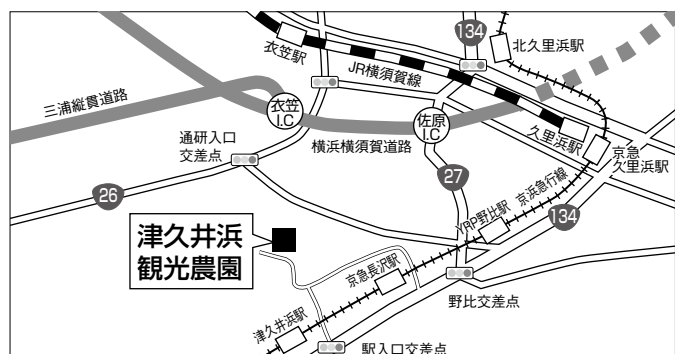 134
衣笠駅
北久里浜駅
JR横須賀線
三浦縦貫道路
衣笠
I.C
佐原
I.C
久里浜駅
通研入口
交差点
横浜横須賀道路
京急
久里浜駅
27
26
京浜急行線
134
YRP野比駅
津久井浜
観光農園
京急長沢駅
野比交差点
津久井浜駅
駅入口交差点